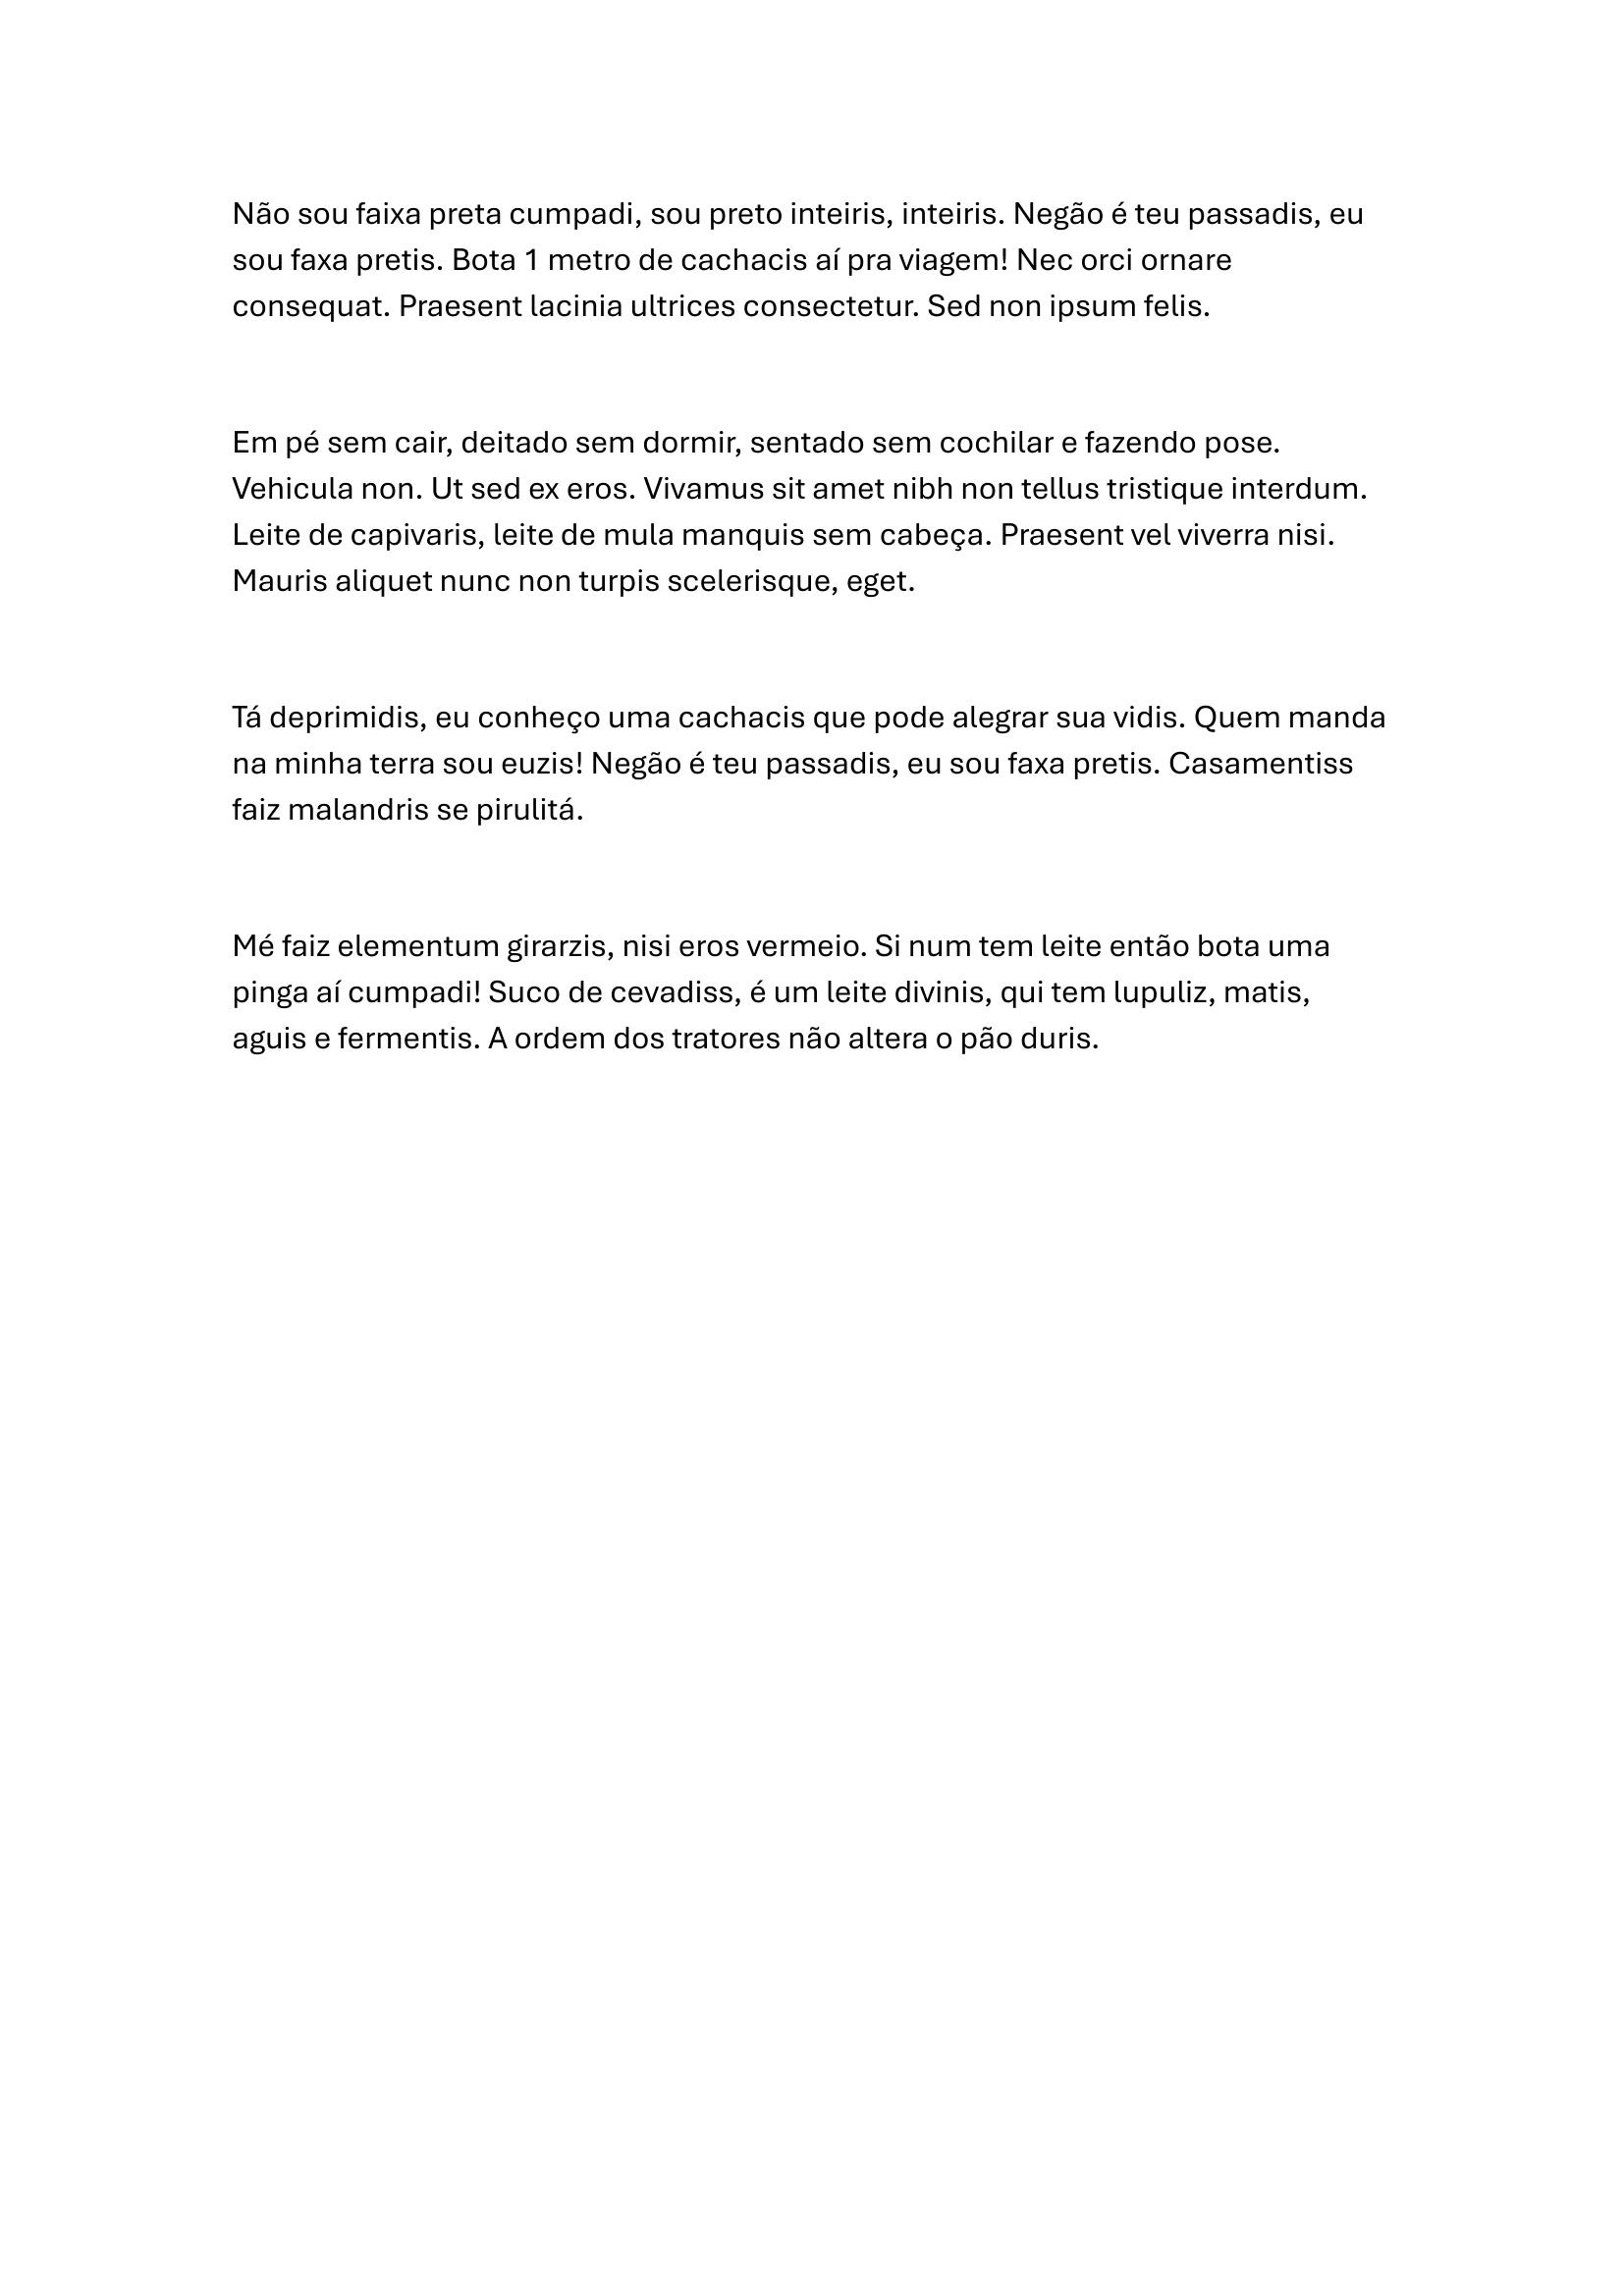 Não sou faixa preta cumpadi, sou preto inteiris, inteiris. Negão é teu passadis, eu
sou faxa pretis. Bota 1 metro de cachacis aí pra viagem! Nec orci ornare
consequat. Praesent lacinia ultrices consectetur. Sed non ipsum felis.
Em pé sem cair, deitado sem dormir, sentado sem cochilar e fazendo pose.
Vehicula non. Ut sed ex eros. Vivamus sit amet nibh non tellus tristique interdum.
Leite de capivaris, leite de mula manquis sem cabeça. Praesent vel viverra nisi.
Mauris aliquet nunc non turpis scelerisque, eget.
Tá deprimidis, eu conheço uma cachacis que pode alegrar sua vidis. Quem manda
na minha terra sou euzis! Negão é teu passadis, eu sou faxa pretis. Casamentiss
faiz malandris se pirulitá.
Mé faiz elementum girarzis, nisi eros vermeio. Si num tem leite então bota uma
pinga aí cumpadi! Suco de cevadiss, é um leite divinis, qui tem lupuliz, matis,
aguis e fermentis. A ordem dos tratores não altera o pão duris.